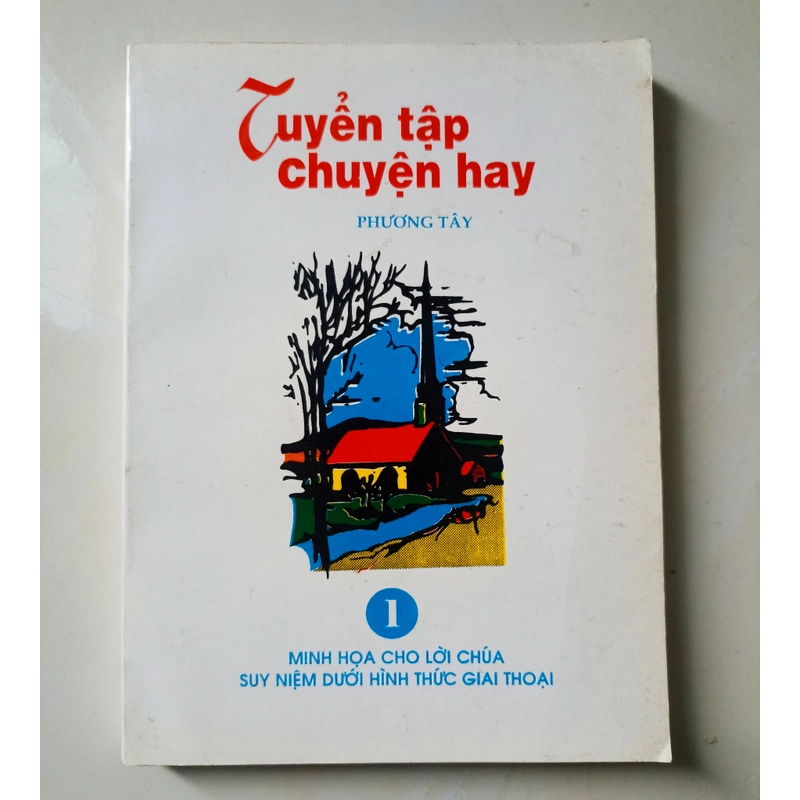 Tuyển tập
chuyện hay
PHƯƠNG TÂY
1
MINH HỌA CHO LỜI CHÚA
SUY NIỆM DƯỚI HÌNH THỨC GIAI THOẠI